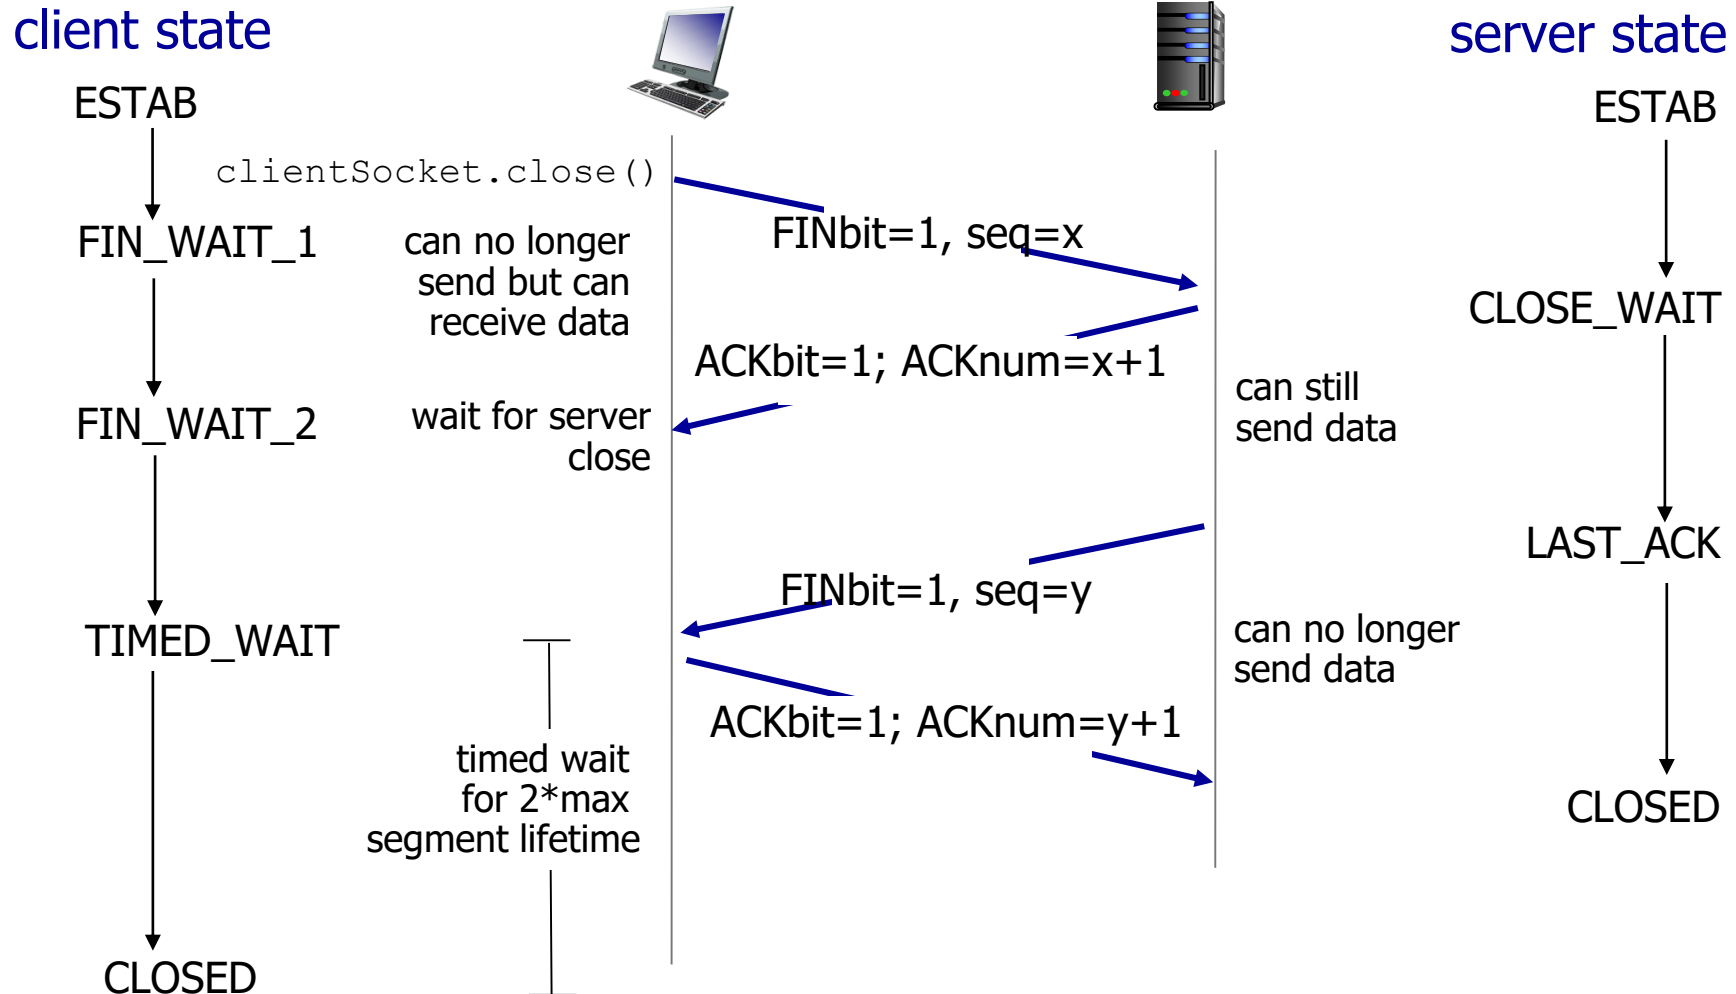 client state
server state
ESTAB
ESTAB
clientSocket.close()
FIN_WAIT_1
can no longer
send but can
receive data
FINbit=1, seq=x
CLOSE_WAIT
ACKbit=1; ACKnum=x+1
FIN_WAIT_2
wait for server
close
can still
send data
LAST_ACK
FINbit=1, seq=y
TIMED_WAIT
can no longer
send data
ACKbit=1; ACKnum=y+1
timed wait
for 2*max
segment lifetime
CLOSED
CLOSED